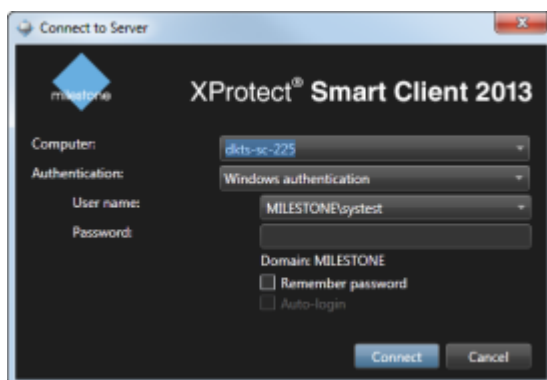 Connect to Server
milestone
XProtect® Smart Client 2013
Computer:
dkts-sc-225
Authentication:
Windows authentication
User name:
MILESTONE\systest
Password:
Domain: MILESTONE
Remember password
Auto-login
Connect
Cancel